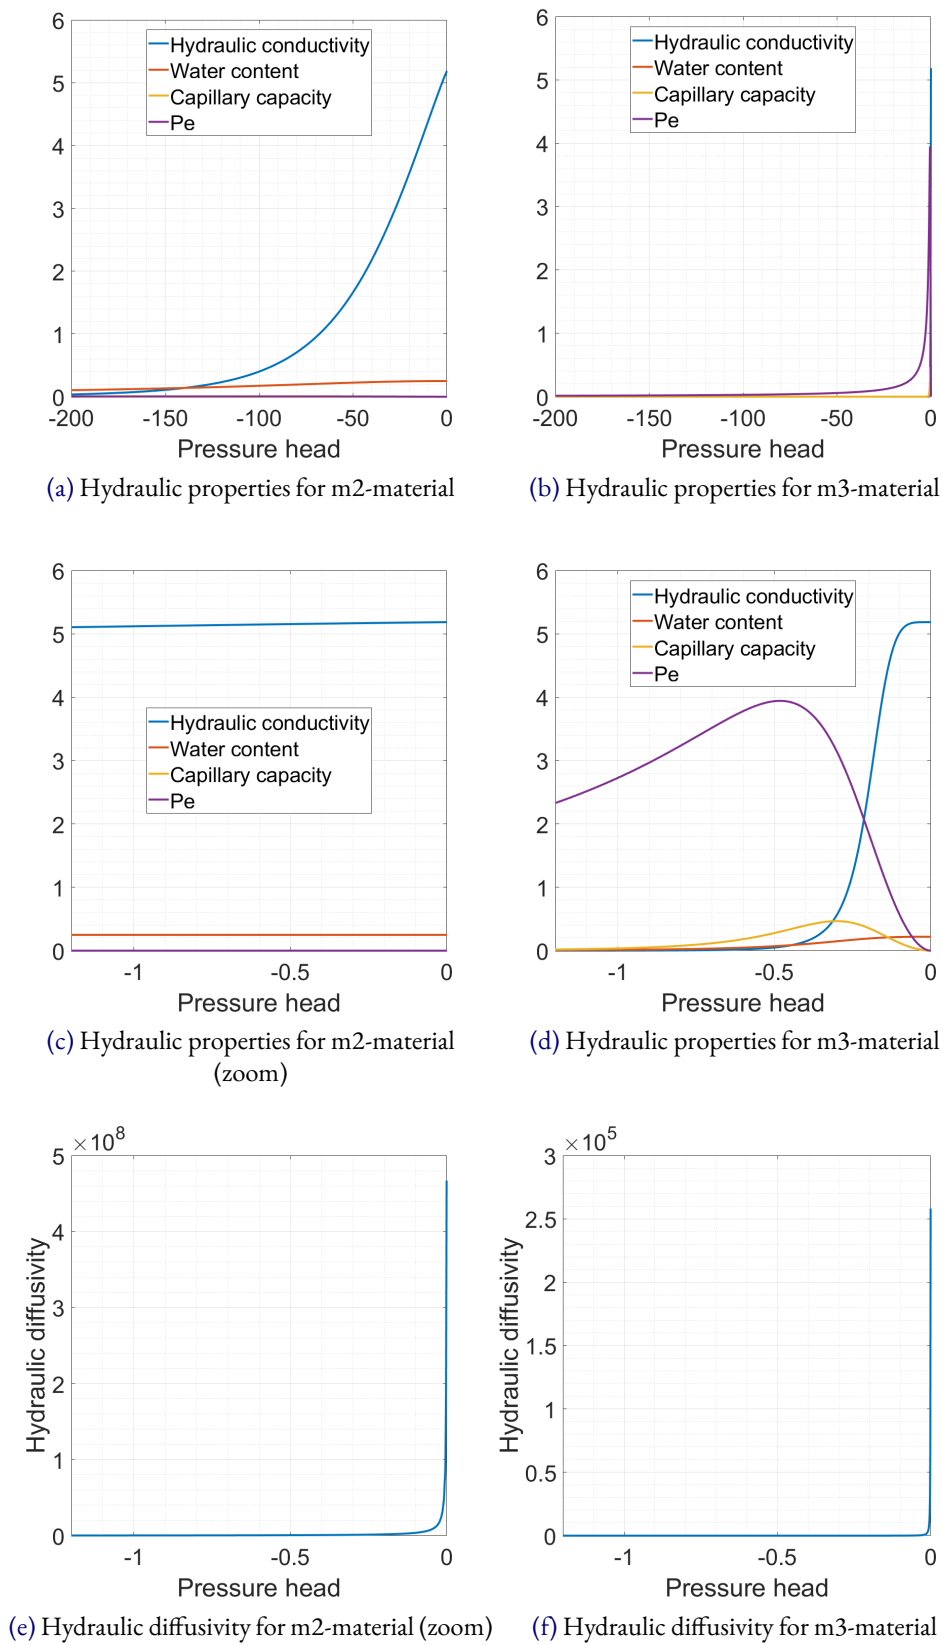 6
5
4
3
2
1
0
-200
-150
-100
-50
0
Hydraulic conductivity
Water content
Capillary capacity
Pe
Pressure head
(a) Hydraulic properties for m2-material
6
5
4
3
2
1
0
-200
-150
-100
-50
0
Hydraulic conductivity
Water content
Capillary capacity
Pe
Pressure head
(b) Hydraulic properties for m3-material
6
5
4
3
2
1
0
-1
-0.5
0
Hydraulic conductivity
Water content
Capillary capacity
Pe
Pressure head
(c) Hydraulic properties for m2-material
(zoom)
6
5
4
3
2
1
0
-1
-0.5
0
Hydraulic conductivity
Water content
Capillary capacity
Pe
Pressure head
(d) Hydraulic properties for m3-material
×10^8
5
4
3
2
1
0
-1
-0.5
0
Hydraulic diffusivity
Pressure head
(e) Hydraulic diffusivity for m2-material (zoom)
×10^5
3
2.5
2
1.5
1
0.5
0
-1
-0.5
0
Hydraulic diffusivity
Pressure head
(f) Hydraulic diffusivity for m3-material